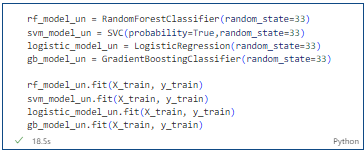 rf_model_un = RandomForestClassifier(random_state=33)
svm_model_un = SVC(probability=True,random_state=33)
logistic_model_un = LogisticRegression(random_state=33)
gb_model_un = GradientBoostingClassifier(random_state=33)
rf_model_un.fit(X_train, y_train)
svm_model_un.fit(X_train, y_train)
logistic_model_un.fit(X_train, y_train)
gb_model_un.fit(X_train, y_train)
18.5s Python